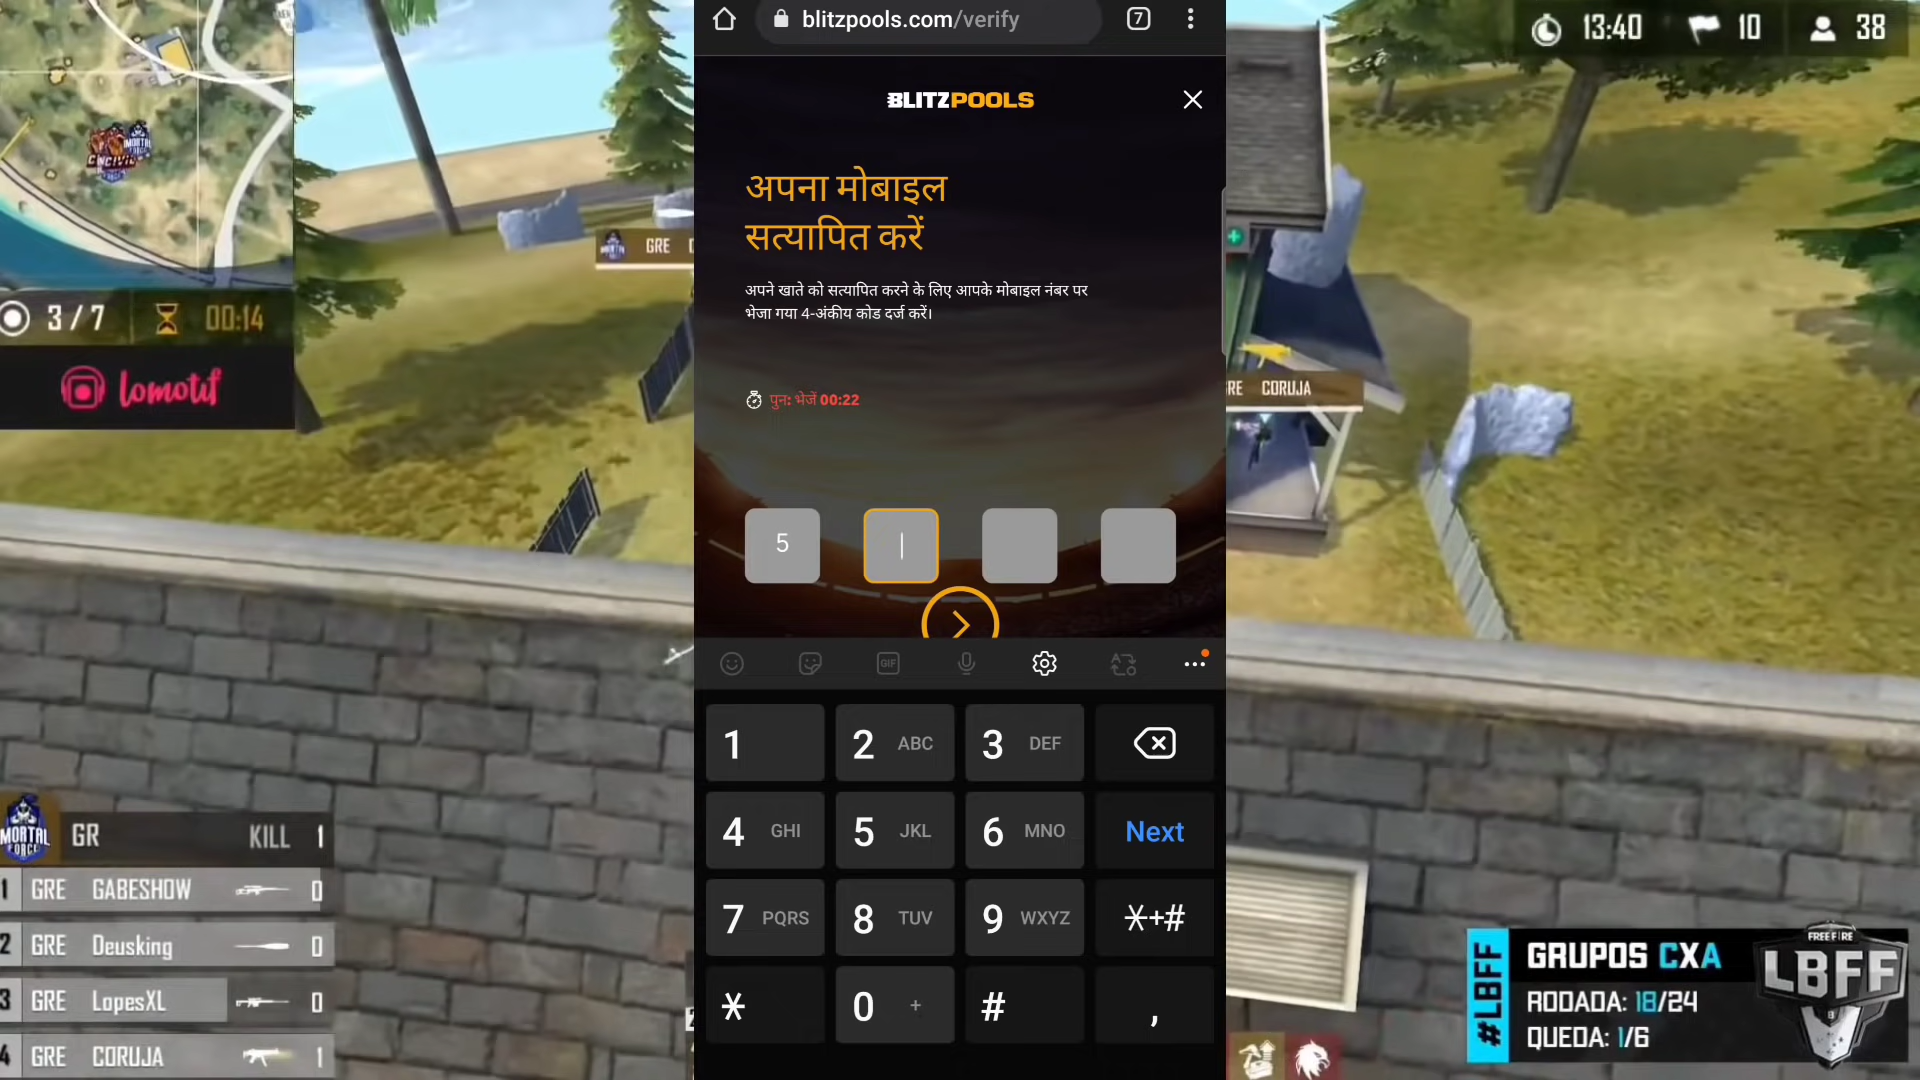 blitzpools.com/verify
7
BLITZPOOLS
अपना मोबाइल
सत्यापित करें
अपने खाते को सत्यापित करने के लिए आपके मोबाइल नंबर पर
भेजा गया 4-अंकीय कोड दर्ज करें।
पुन: भेजें 00:22
5
GIF
1
2 ABC
3 DEF
4 GHI
5 JKL
6 MNO
Next
7 PQRS
8 TUV
9 WXYZ
*+#
*
0 +
#
,
3 / 7
00:14
lomotif
GRE
13:40
10
38
CORUJA
MORTAL FORCE
GR KILL 1
1 GRE GABESHOW 0
2 GRE Deusking 0
3 GRE LopesXL 0
4 GRE CORUJA 1
#LBFF
GRUPOS CXA
RODADA: 18/24
QUEDA: 1/6
FREE FIRE
LBFF